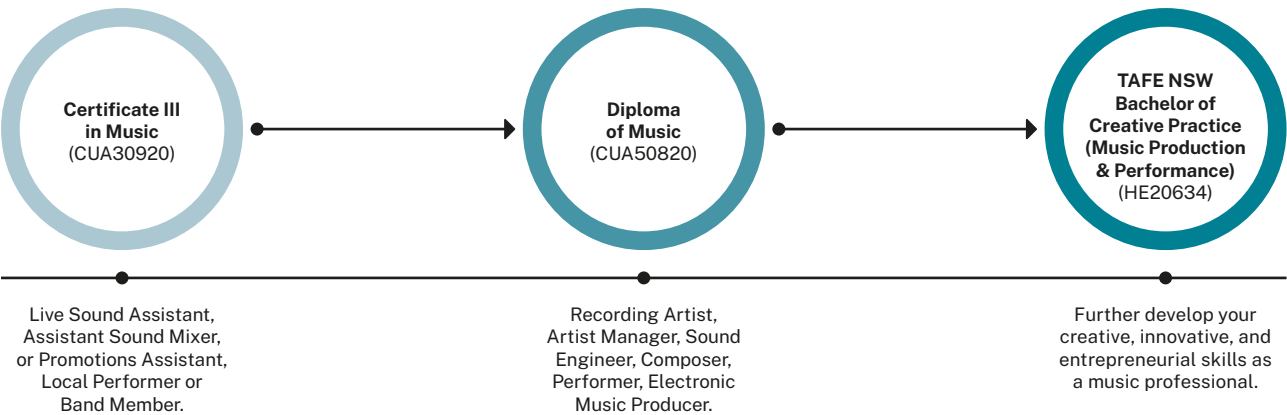 Certificate III
in Music
(CUA30920)
Diploma
of Music
(CUA50820)
TAFE NSW
Bachelor of
Creative Practice
(Music Production
& Performance)
(HE20634)
Live Sound Assistant,
Assistant Sound Mixer,
or Promotions Assistant,
Local Performer or
Band Member.
Recording Artist,
Artist Manager, Sound
Engineer, Composer,
Performer, Electronic
Music Producer.
Further develop your
creative, innovative, and
entrepreneurial skills as
a music professional.